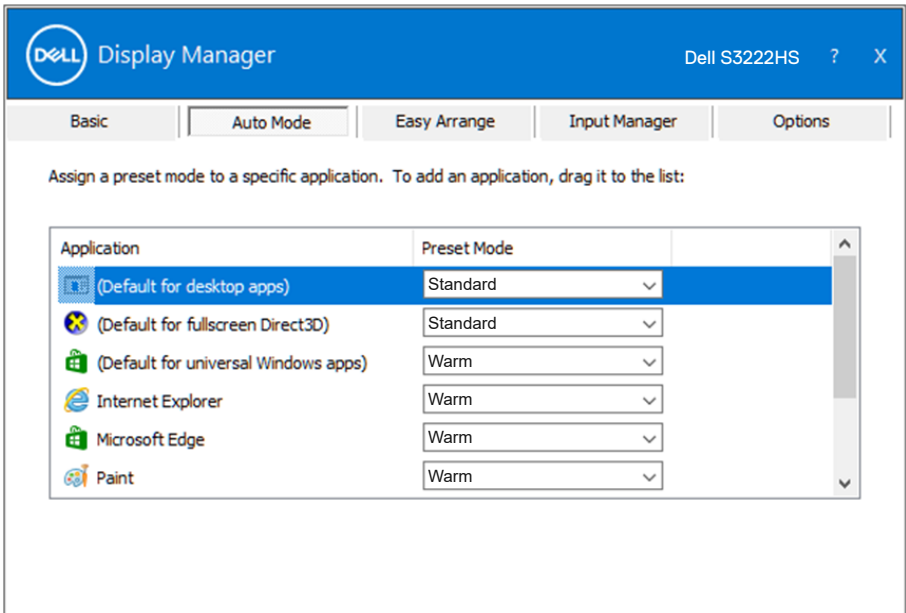 DELL Display Manager Dell S3222HS ? X
Basic Auto Mode Easy Arrange Input Manager Options
Assign a preset mode to a specific application. To add an application, drag it to the list:
Application Preset Mode
(Default for desktop apps) Standard
(Default for fullscreen Direct3D) Standard
(Default for universal Windows apps) Warm
Internet Explorer Warm
Microsoft Edge Warm
Paint Warm